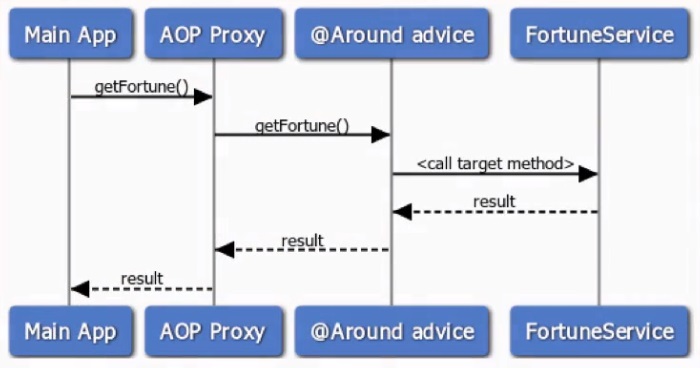 Main App
AOP Proxy
@Around advice
FortuneService
getFortune()
getFortune()
<call target method>
result
result
result
Main App
AOP Proxy
@Around advice
FortuneService